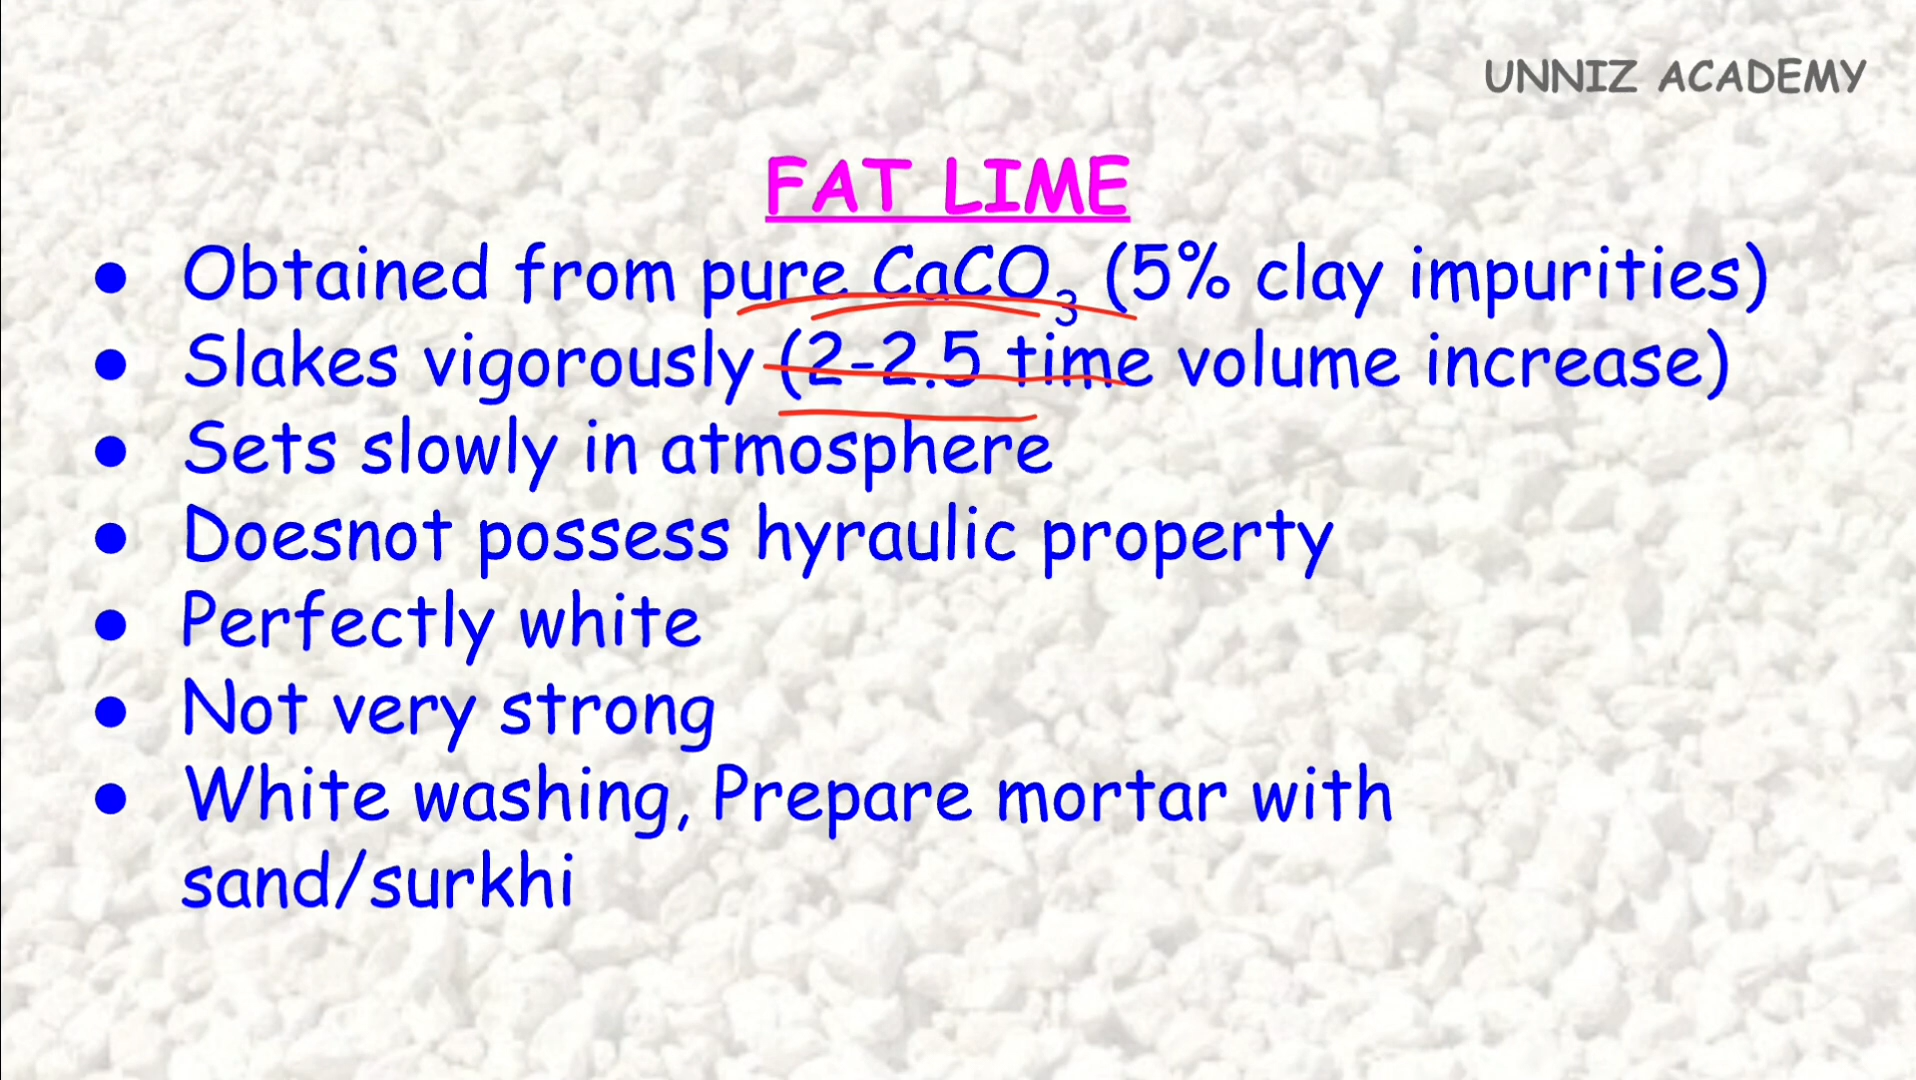 UNNIZ ACADEMY
FAT LIME
● Obtained from pure CaCO₃ (5% clay impurities)
● Slakes vigorously (2-2.5 time volume increase)
● Sets slowly in atmosphere
● Doesnot possess hyraulic property
● Perfectly white
● Not very strong
● White washing, Prepare mortar with
sand/surkhi